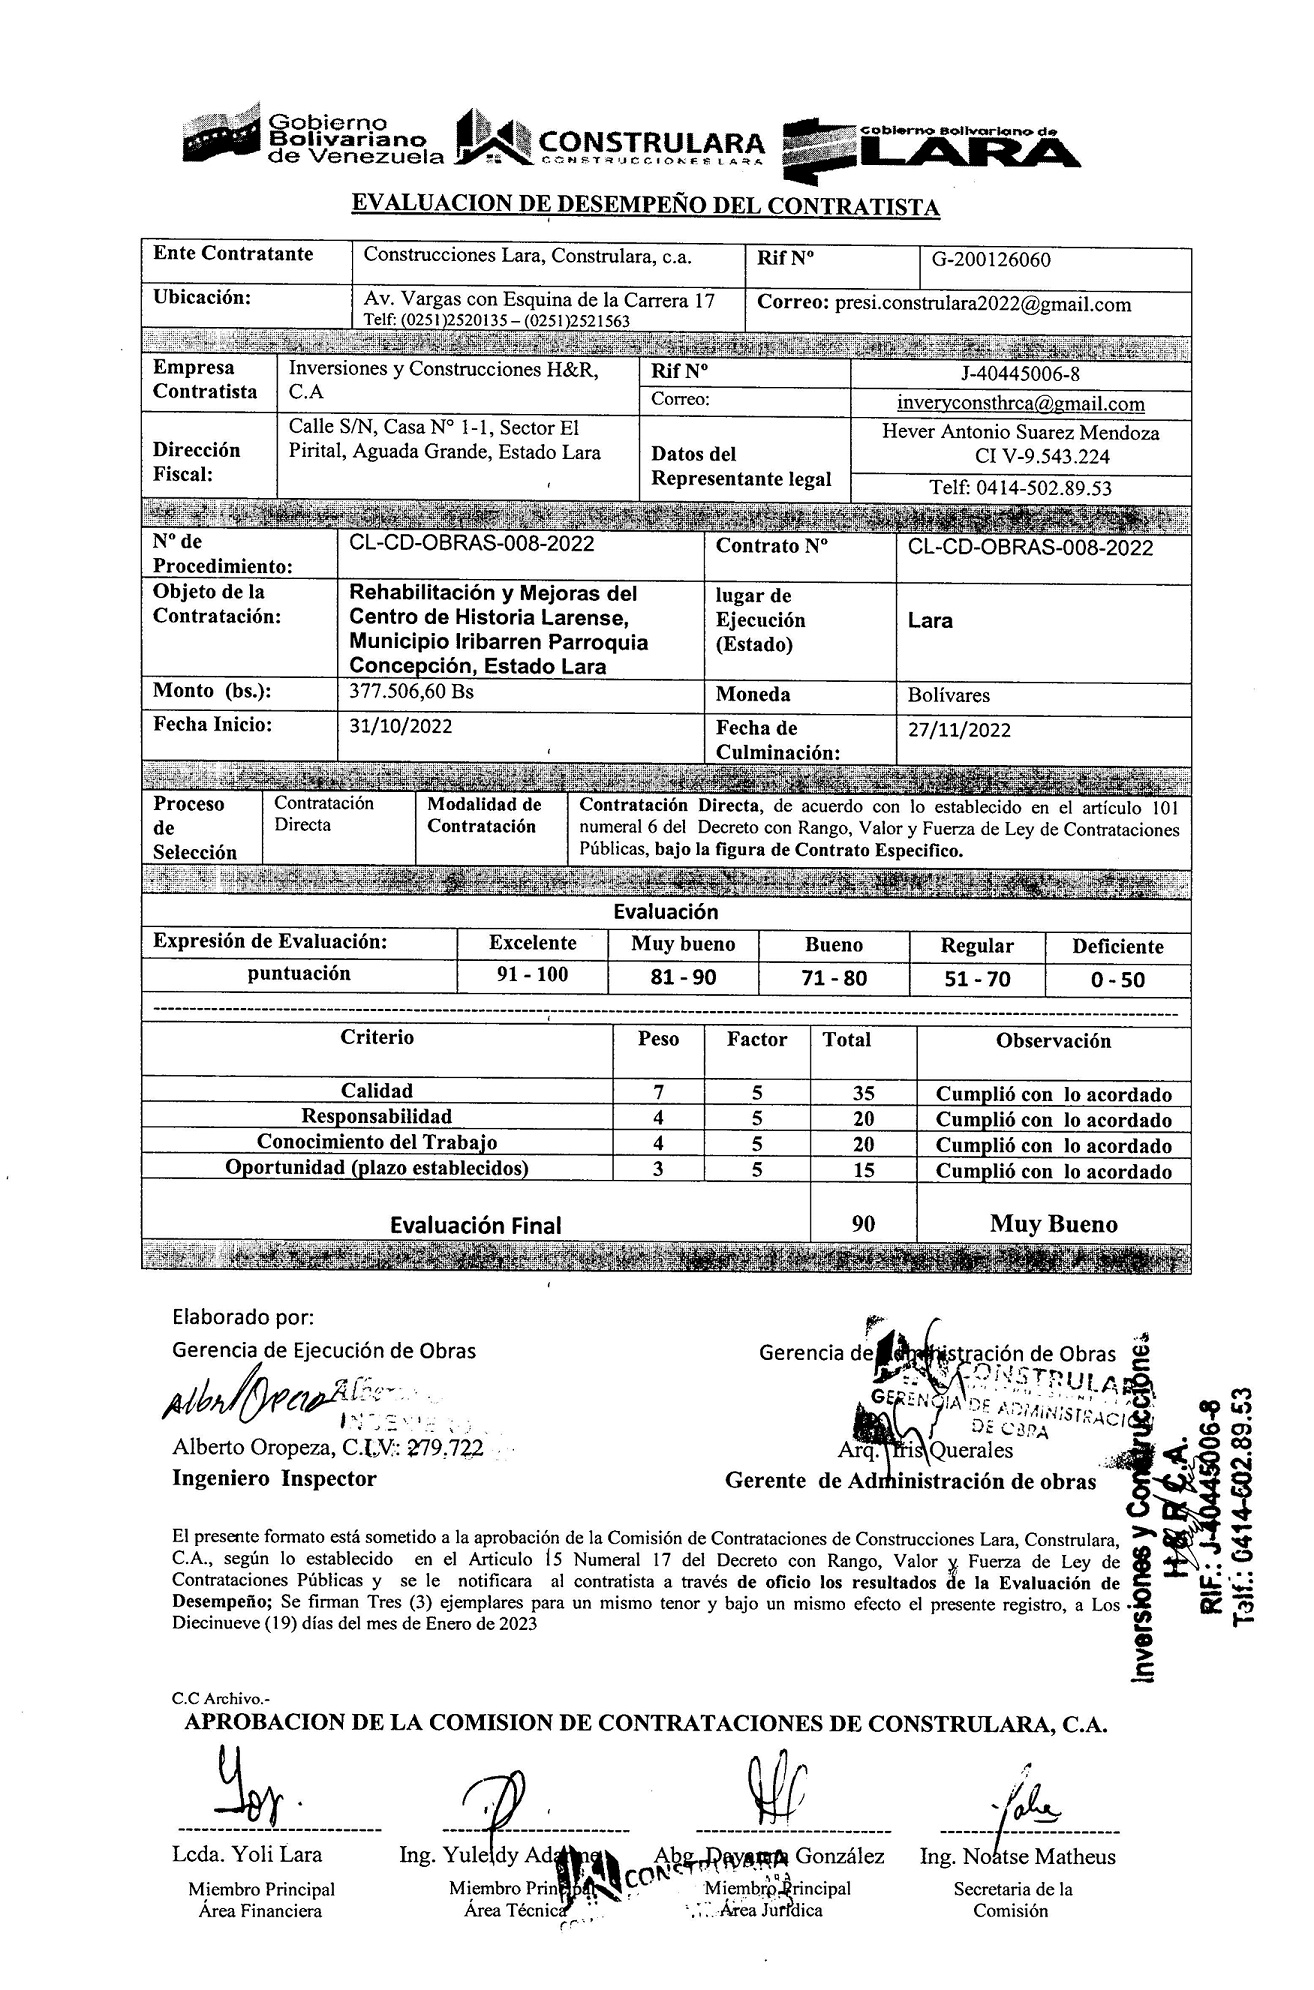 Gobierno
Bolivariano
de Venezuela
CONSTRULARA
CONSTRUCCIONES LARA
Gobierno Bolivariano de
LARA
EVALUACION DE DESEMPEÑO DEL CONTRATISTA
Ente Contratante Construcciones Lara, Construlara, c.a. Rif Nº G-200126060
Ubicación: Av. Vargas con Esquina de la Carrera 17 Correo: presi.construlara2022@gmail.com
Telf: (0251)2520135 – (0251)2521563
Empresa Inversiones y Construcciones H&R, Rif Nº J-40445006-8
Contratista C.A Correo: inveryconsthrca@gmail.com
Calle S/N, Casa N° 1-1, Sector El Hever Antonio Suarez Mendoza
Dirección Pirital, Aguada Grande, Estado Lara Datos del CI V-9.543.224
Fiscal: Representante legal Telf: 0414-502.89.53
Nº de CL-CD-OBRAS-008-2022 Contrato Nº CL-CD-OBRAS-008-2022
Procedimiento:
Objeto de la Rehabilitación y Mejoras del lugar de
Contratación: Centro de Historia Larense, Ejecución Lara
Municipio Iribarren Parroquia (Estado)
Concepción, Estado Lara
Monto (bs.): 377.506,60 Bs Moneda Bolívares
Fecha Inicio: 31/10/2022 Fecha de 27/11/2022
Culminación:
Proceso Contratación Modalidad de Contratación Directa, de acuerdo con lo establecido en el artículo 101
de Directa Contratación numeral 6 del Decreto con Rango, Valor y Fuerza de Ley de Contrataciones
Selección Públicas, bajo la figura de Contrato Especifico.
Evaluación
Expresión de Evaluación: Excelente Muy bueno Bueno Regular Deficiente
puntuación 91 - 100 81 - 90 71 - 80 51 - 70 0 - 50
Criterio Peso Factor Total Observación
Calidad 7 5 35 Cumplió con lo acordado
Responsabilidad 4 5 20 Cumplió con lo acordado
Conocimiento del Trabajo 4 5 20 Cumplió con lo acordado
Oportunidad (plazo establecidos) 3 5 15 Cumplió con lo acordado
Evaluación Final 90 Muy Bueno
Elaborado por:
Gerencia de Ejecución de Obras Gerencia de Administración de Obras
CONSTRULARA
GERENCIA DE ADMINISTRACIÓN
DE OBRA
Alberto Oropeza, C.I.V.: 279.722 Arq. Iris Querales
Ingeniero Inspector Gerente de Administración de obras
Inversiones y Construcciones
H&R C.A.
RIF.: J-40445006-8
Telf.: 0414-502.89.53
El presente formato está sometido a la aprobación de la Comisión de Contrataciones de Construcciones Lara, Construlara,
C.A., según lo establecido en el Articulo 15 Numeral 17 del Decreto con Rango, Valor y Fuerza de Ley de
Contrataciones Públicas y se le notificara al contratista a través de oficio los resultados de la Evaluación de
Desempeño; Se firman Tres (3) ejemplares para un mismo tenor y bajo un mismo efecto el presente registro, a Los
Diecinueve (19) días del mes de Enero de 2023
C.C Archivo.-
APROBACION DE LA COMISION DE CONTRATACIONES DE CONSTRULARA, C.A.
Lcda. Yoli Lara Ing. Yuleidy Abg. Dayanna González Ing. Noatse Matheus
Miembro Principal Miembro Principal Miembro Principal Secretaria de la
Área Financiera Área Técnica Área Jurídica Comisión
CONSTRULARA